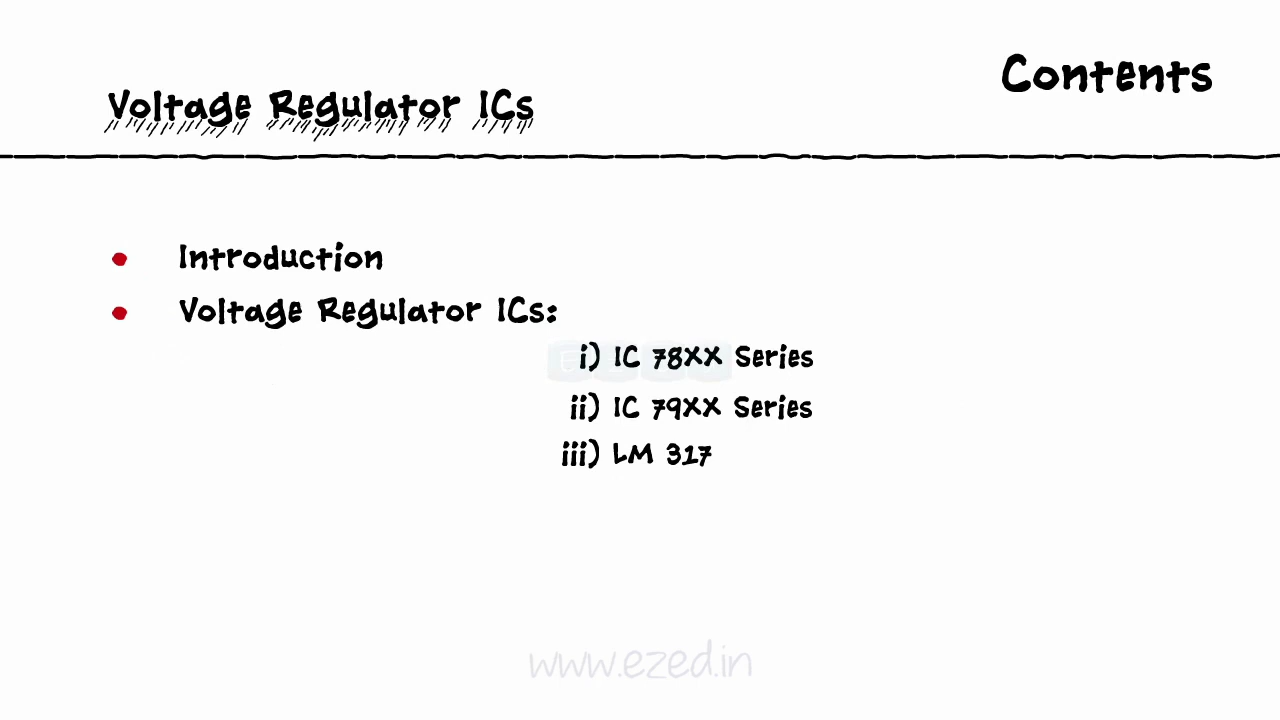 Contents
Voltage Regulator ICs
• Introduction
• Voltage Regulator ICs:
i) IC 78XX Series
ii) IC 79XX Series
iii) LM 317
www.ezed.in